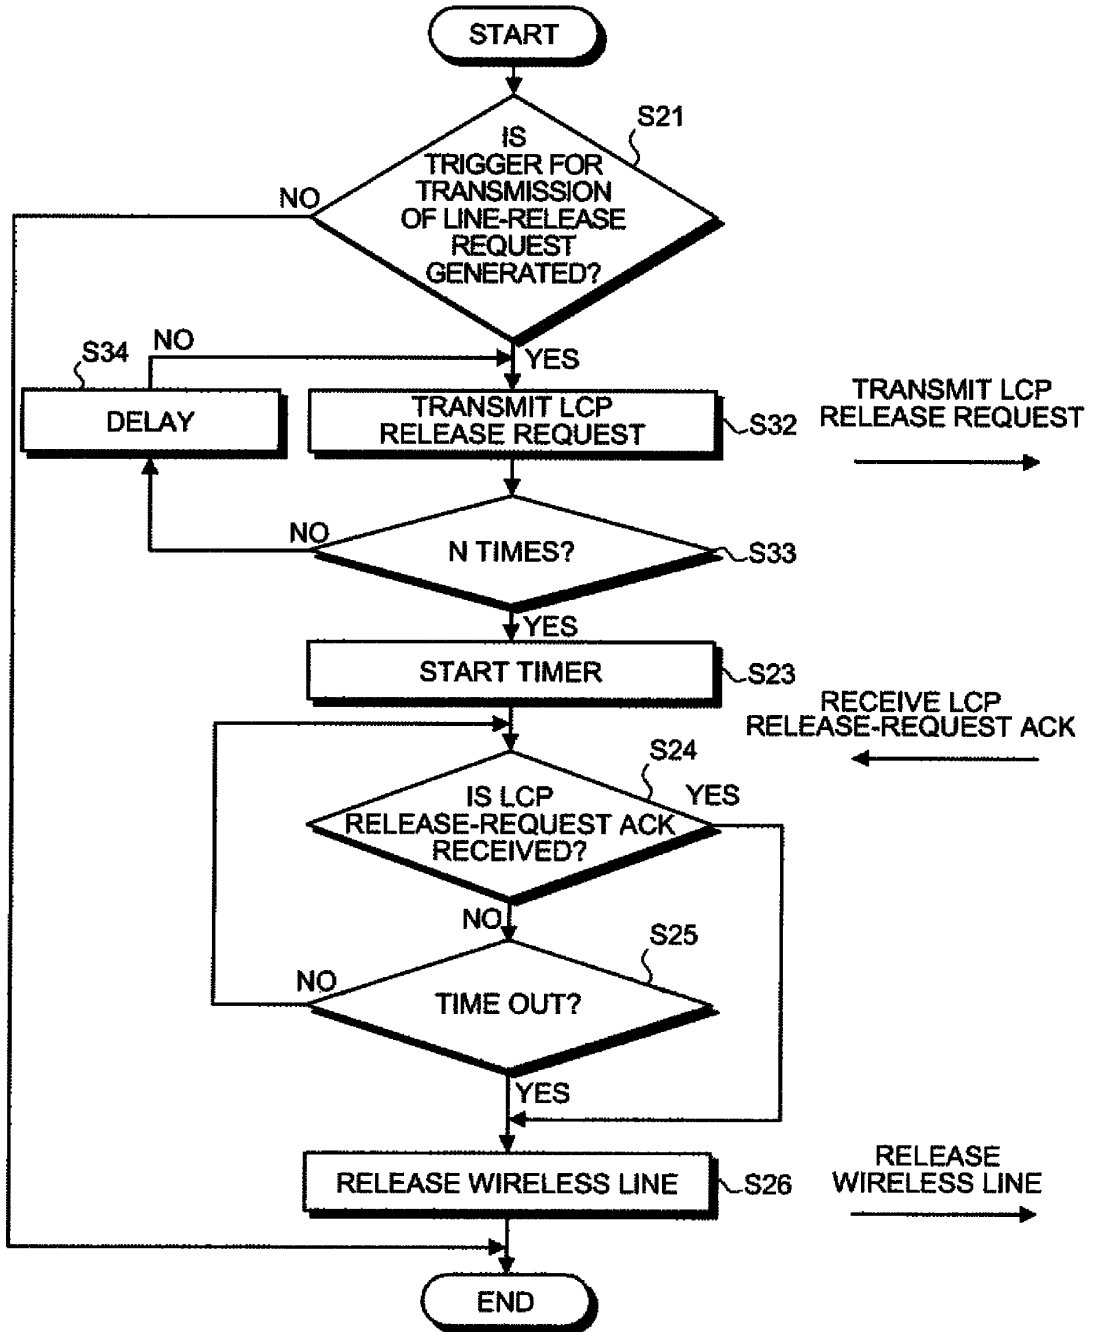 START
S21
IS
TRIGGER FOR
TRANSMISSION
OF LINE-RELEASE
REQUEST
GENERATED?
NO
YES
NO
S34
DELAY
TRANSMIT LCP
RELEASE REQUEST
S32
TRANSMIT LCP
RELEASE REQUEST
N TIMES?
NO
S33
YES
START TIMER
S23
RECEIVE LCP
RELEASE-REQUEST ACK
S24
IS LCP
RELEASE-REQUEST ACK
RECEIVED?
YES
NO
S25
TIME OUT?
NO
YES
RELEASE WIRELESS LINE
S26
RELEASE
WIRELESS LINE
END